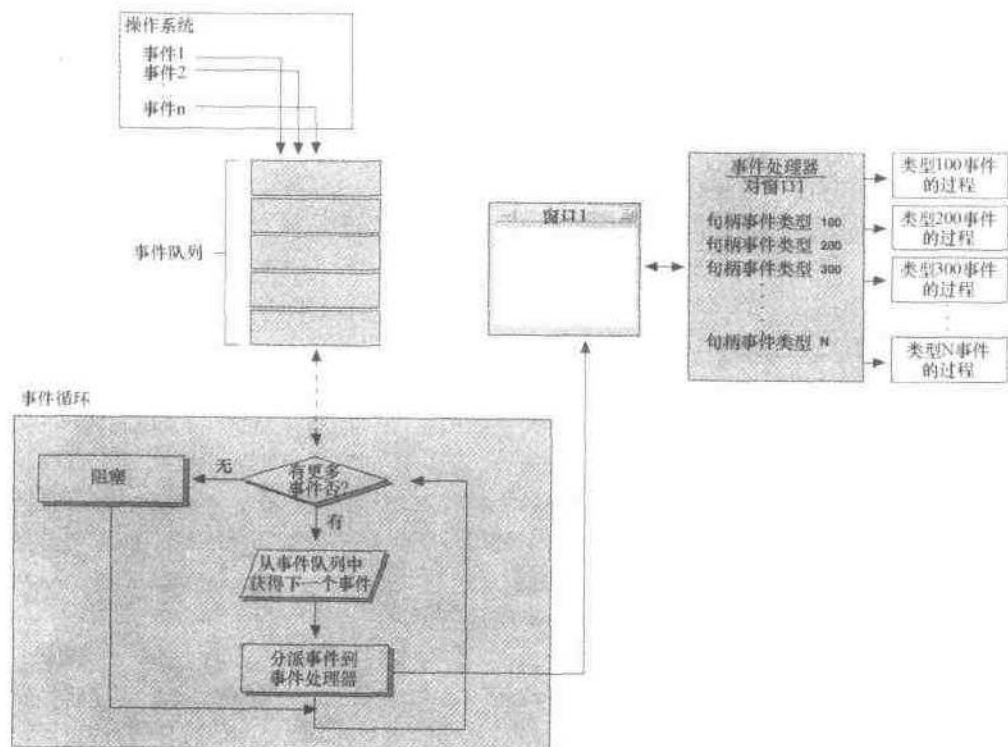 操作系统
事件1
事件2
事件n
事件队列
窗口1
事件处理器
对窗口1
句柄事件类型 100
句柄事件类型 200
句柄事件类型 300
句柄事件类型 N
类型100事件
的过程
类型200事件
的过程
类型300事件
的过程
类型N事件
的过程
事件循环
阻塞
无
有更多
事件否?
有
从事件队列中
获得下一个事件
分派事件到
事件处理器